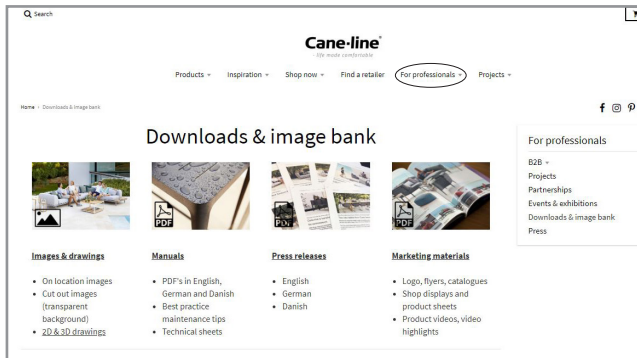 Search
Cane-line®
life made comfortable
Products Inspiration Shop now Find a retailer For professionals Projects
Home › Downloads & image bank
Downloads & image bank
PDF
PDF
PDF
Images & drawings
• On location images
• Cut out images
(transparent
background)
• 2D & 3D drawings
Manuals
• PDF's in English,
German and Danish
• Best practice
maintenance tips
• Technical sheets
Press releases
• English
• German
• Danish
Marketing materials
• Logo, flyers, catalogues
• Shop displays and
product sheets
• Product videos, video
highlights
For professionals
B2B
Projects
Partnerships
Events & exhibitions
Downloads & image bank
Press